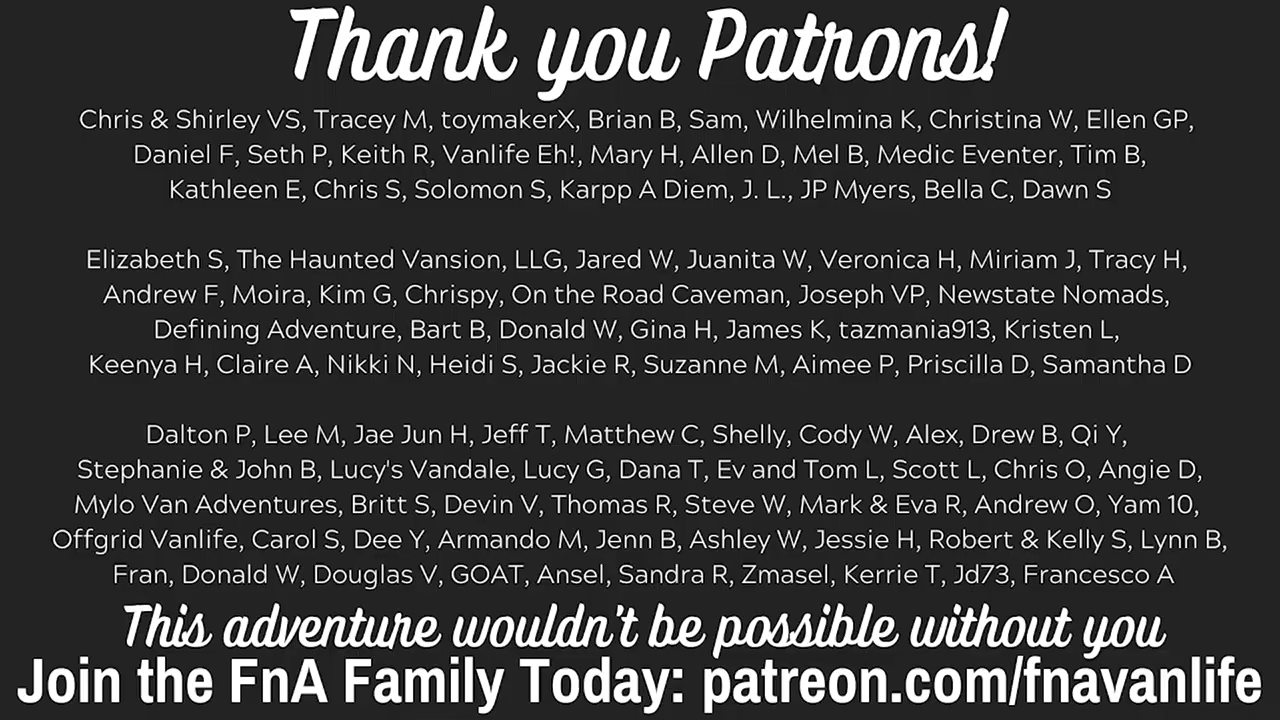 Thank you Patrons!
Chris & Shirley VS, Tracey M, toymakerX, Brian B, Sam, Wilhelmina K, Christina W, Ellen GP,
Daniel F, Seth P, Keith R, Vanlife Eh!, Mary H, Allen D, Mel B, Medic Eventer, Tim B,
Kathleen E, Chris S, Solomon S, Karpp A Diem, J. L., JP Myers, Bella C, Dawn S
Elizabeth S, The Haunted Vansion, LLG, Jared W, Juanita W, Veronica H, Miriam J, Tracy H,
Andrew F, Moira, Kim G, Chrispy, On the Road Caveman, Joseph VP, Newstate Nomads,
Defining Adventure, Bart B, Donald W, Gina H, James K, tazmania913, Kristen L,
Keenya H, Claire A, Nikki N, Heidi S, Jackie R, Suzanne M, Aimee P, Priscilla D, Samantha D
Dalton P, Lee M, Jae Jun H, Jeff T, Matthew C, Shelly, Cody W, Alex, Drew B, Qi Y,
Stephanie & John B, Lucy's Vandale, Lucy G, Dana T, Ev and Tom L, Scott L, Chris O, Angie D,
Mylo Van Adventures, Britt S, Devin V, Thomas R, Steve W, Mark & Eva R, Andrew O, Yam 10,
Offgrid Vanlife, Carol S, Dee Y, Armando M, Jenn B, Ashley W, Jessie H, Robert & Kelly S, Lynn B,
Fran, Donald W, Douglas V, GOAT, Ansel, Sandra R, Zmasel, Kerrie T, Jd73, Francesco A
This adventure wouldn't be possible without you
Join the FnA Family Today: patreon.com/fnavanlife